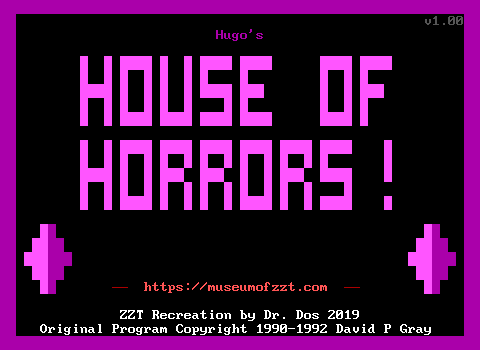 v1.00
Hugo's
HOUSE OF
HORRORS!
https://museumofzzt.com
ZZT Recreation by Dr. Dos 2019
Original Program Copyright 1990-1992 David P Gray